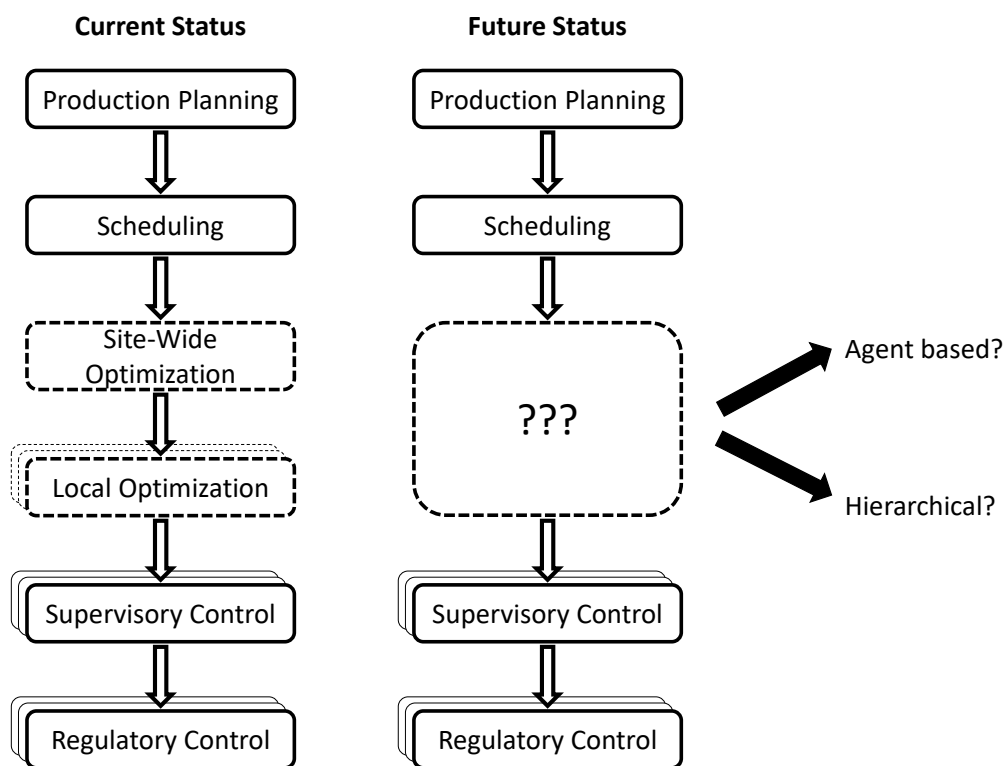 Current Status
Production Planning
Scheduling
Site-Wide
Optimization
Local Optimization
Supervisory Control
Regulatory Control
Future Status
Production Planning
Scheduling
???
Supervisory Control
Regulatory Control
Agent based?
Hierarchical?